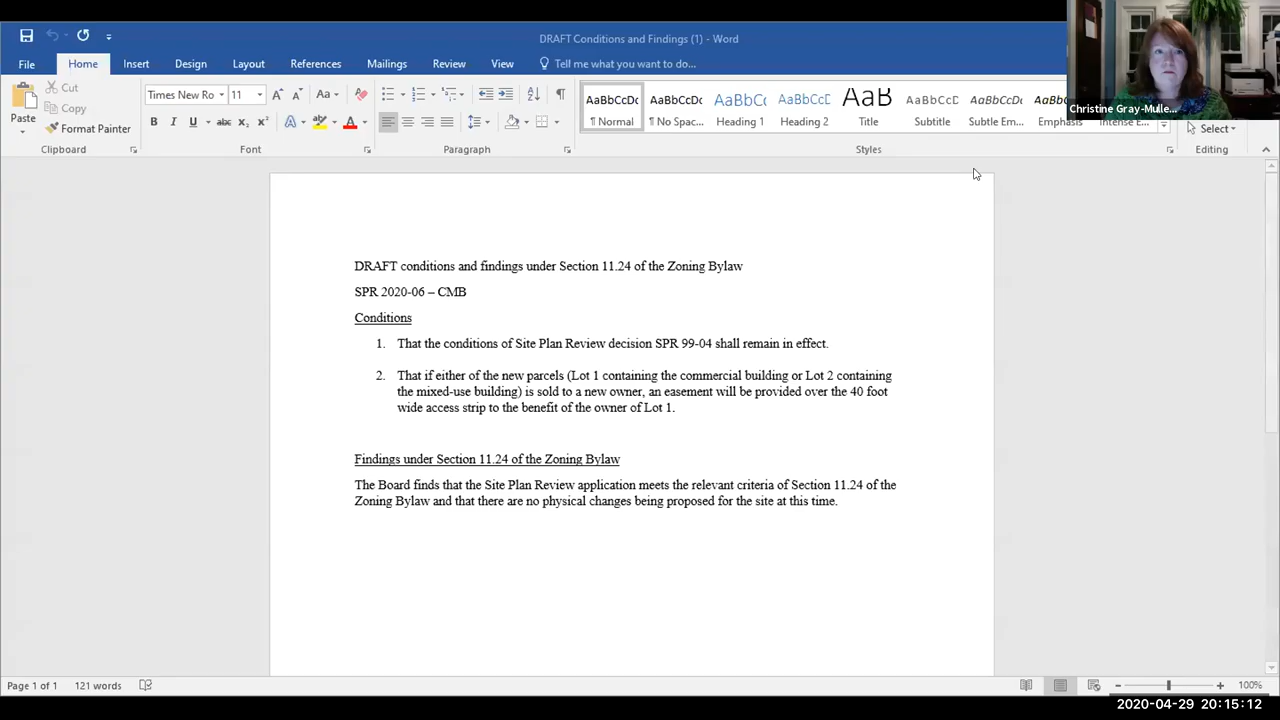 DRAFT Conditions and Findings (1) - Word
File Home Insert Design Layout References Mailings Review View Tell me what you want to do...
Christine Gray-Mulle...
Paste Cut
Copy
Format Painter
Times New Ro 11 Aa
B I U abc x₂ x² A A
AaBbCcDc AaBbCcDc AaBbCc AaBbCcE AaB AaBbCcD AaBbCcDc
¶ Normal ¶ No Spac... Heading 1 Heading 2 Title Subtitle Subtle Em... Emphasis Intense E...
Select
Clipboard Font Paragraph Styles Editing
DRAFT conditions and findings under Section 11.24 of the Zoning Bylaw
SPR 2020-06 – CMB
Conditions
1. That the conditions of Site Plan Review decision SPR 99-04 shall remain in effect.
2. That if either of the new parcels (Lot 1 containing the commercial building or Lot 2 containing
the mixed-use building) is sold to a new owner, an easement will be provided over the 40 foot
wide access strip to the benefit of the owner of Lot 1.
Findings under Section 11.24 of the Zoning Bylaw
The Board finds that the Site Plan Review application meets the relevant criteria of Section 11.24 of the
Zoning Bylaw and that there are no physical changes being proposed for the site at this time.
Page 1 of 1 121 words 100%
2020-04-29 20:15:12